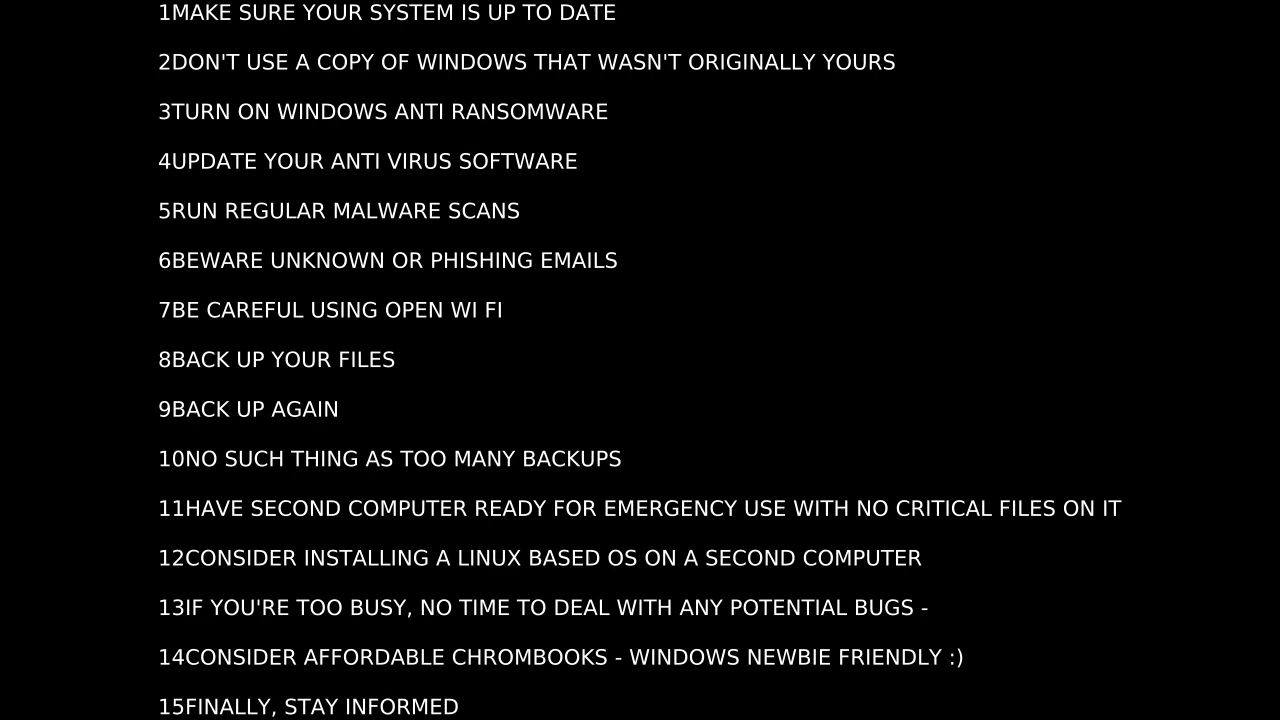 1MAKE SURE YOUR SYSTEM IS UP TO DATE
2DON'T USE A COPY OF WINDOWS THAT WASN'T ORIGINALLY YOURS
3TURN ON WINDOWS ANTI RANSOMWARE
4UPDATE YOUR ANTI VIRUS SOFTWARE
5RUN REGULAR MALWARE SCANS
6BEWARE UNKNOWN OR PHISHING EMAILS
7BE CAREFUL USING OPEN WI FI
8BACK UP YOUR FILES
9BACK UP AGAIN
10NO SUCH THING AS TOO MANY BACKUPS
11HAVE SECOND COMPUTER READY FOR EMERGENCY USE WITH NO CRITICAL FILES ON IT
12CONSIDER INSTALLING A LINUX BASED OS ON A SECOND COMPUTER
13IF YOU'RE TOO BUSY, NO TIME TO DEAL WITH ANY POTENTIAL BUGS -
14CONSIDER AFFORDABLE CHROMBOOKS - WINDOWS NEWBIE FRIENDLY :)
15FINALLY, STAY INFORMED